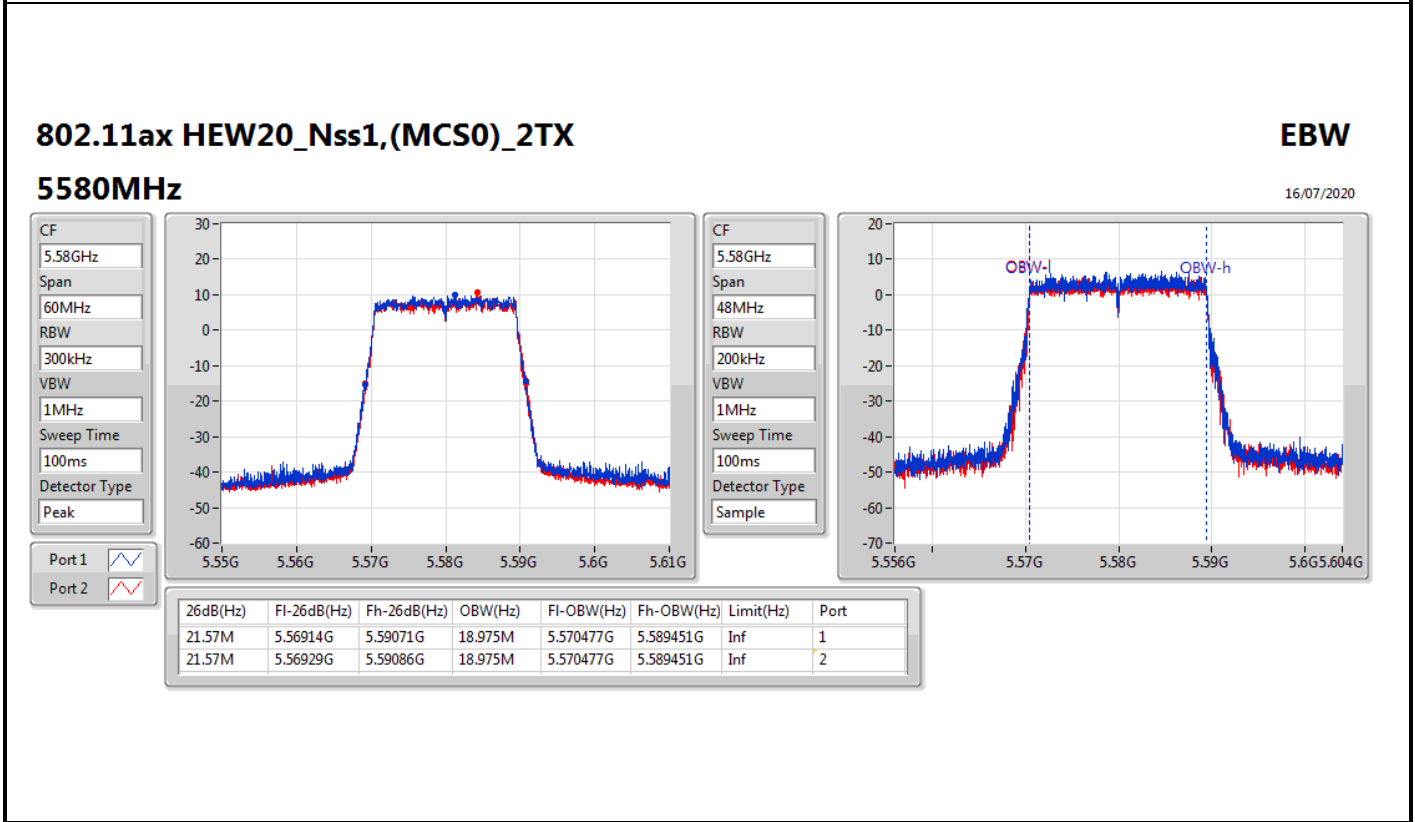 802.11ax HEW20_Nss1,(MCS0)_2TX EBW
5580MHz 16/07/2020
CF
5.58GHz
Span
60MHz
RBW
300kHz
VBW
1MHz
Sweep Time
100ms
Detector Type
Peak
Port 1
Port 2
30
20
10
0
-10
-20
-30
-40
-50
-60
5.55G 5.56G 5.57G 5.58G 5.59G 5.6G 5.61G
CF
5.58GHz
Span
48MHz
RBW
200kHz
VBW
1MHz
Sweep Time
100ms
Detector Type
Sample
20
10
0
-10
-20
-30
-40
-50
-60
-70
OBW-l OBW-h
5.556G 5.57G 5.58G 5.59G 5.6G 5.604G
26dB(Hz) Fl-26dB(Hz) Fh-26dB(Hz) OBW(Hz) Fl-OBW(Hz) Fh-OBW(Hz) Limit(Hz) Port
21.57M 5.56914G 5.59071G 18.975M 5.570477G 5.589451G Inf 1
21.57M 5.56929G 5.59086G 18.975M 5.570477G 5.589451G Inf 2